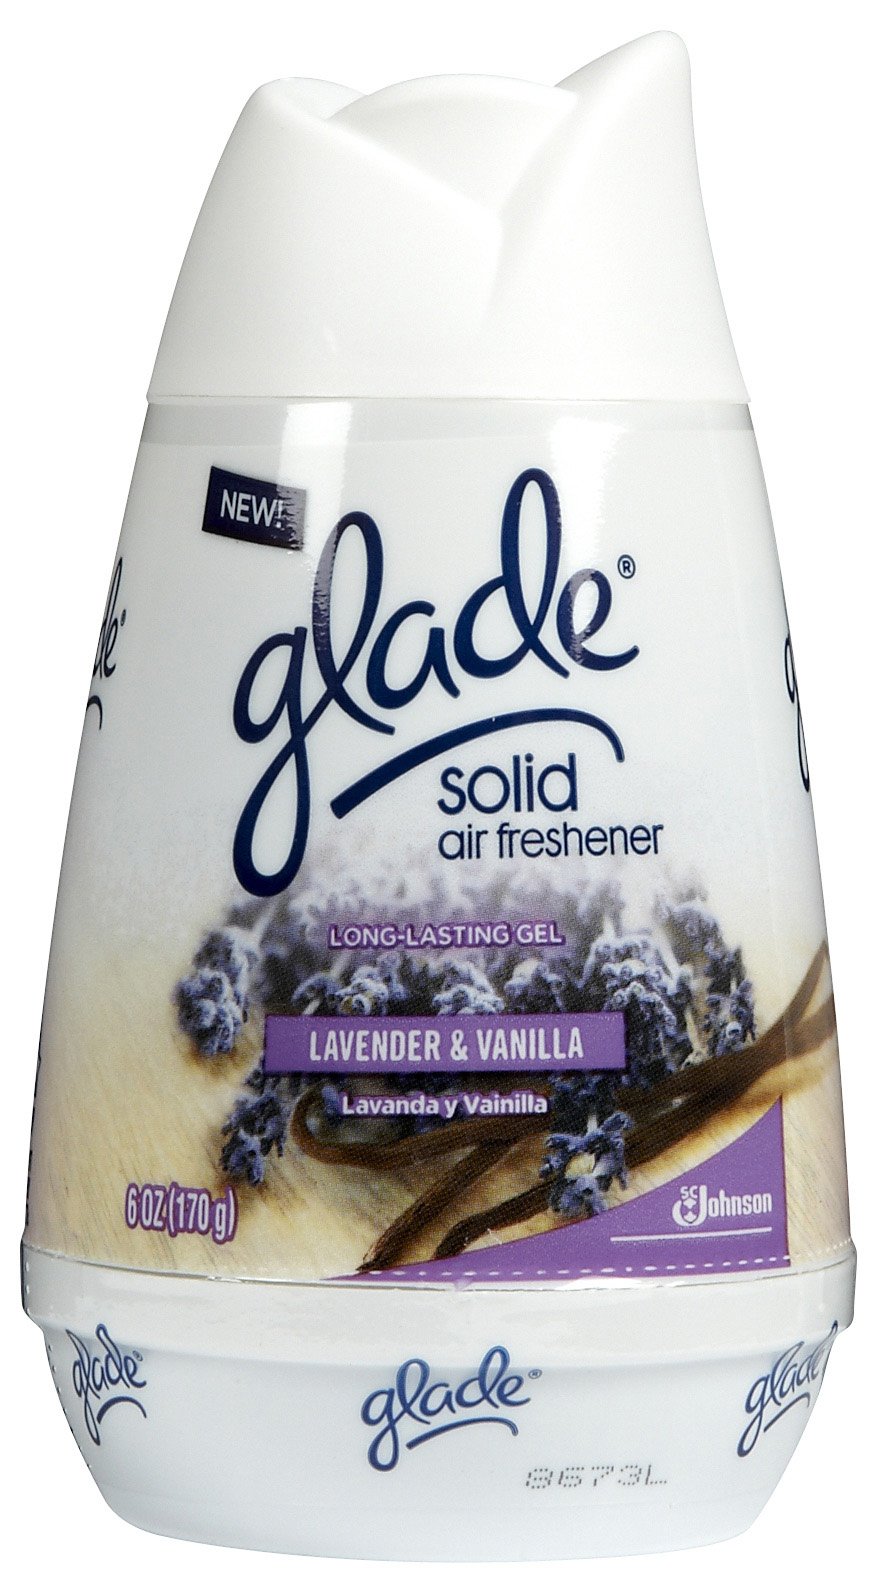 NEW!
glade®
solid
air freshener
LONG-LASTING GEL
LAVENDER & VANILLA
Lavanda y Vainilla
6 OZ (170 g)
SC Johnson
glade®
glade®
glade
8673L